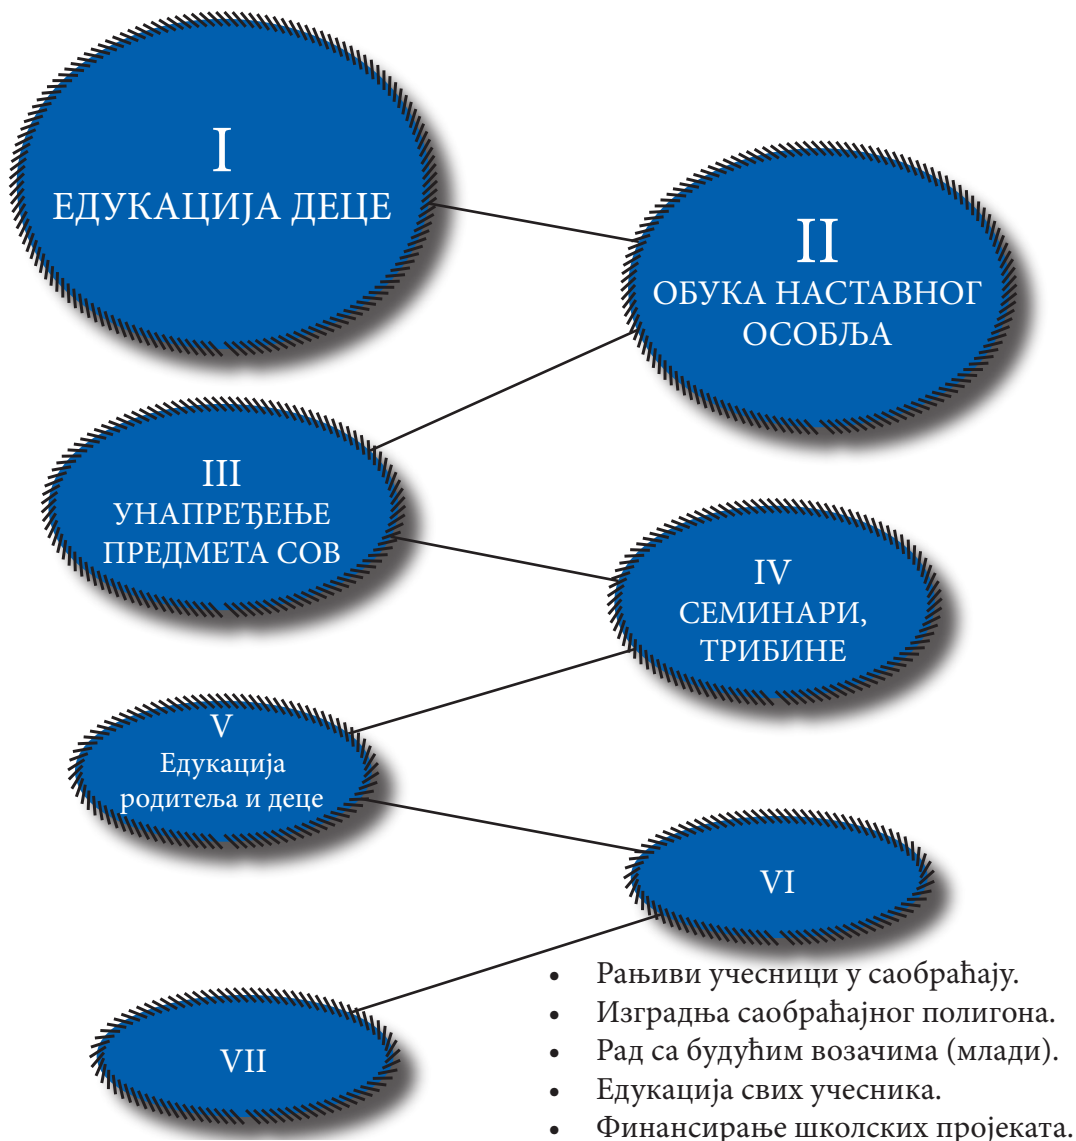 I
ЕДУКАЦИЈА ДЕЦЕ
II
ОБУКА НАСТАВНОГ
ОСОБЉА
III
УНАПРЕЂЕЊЕ
ПРЕДМЕТА СОВ
IV
СЕМИНАРИ,
ТРИБИНЕ
V
Едукација
родитеља и деце
VI
VII
• Рањиви учесници у саобраћају.
• Изградња саобраћајног полигона.
• Рад са будућим возачима (млади).
• Едукација свих учесника.
• Финансирање школских пројеката.